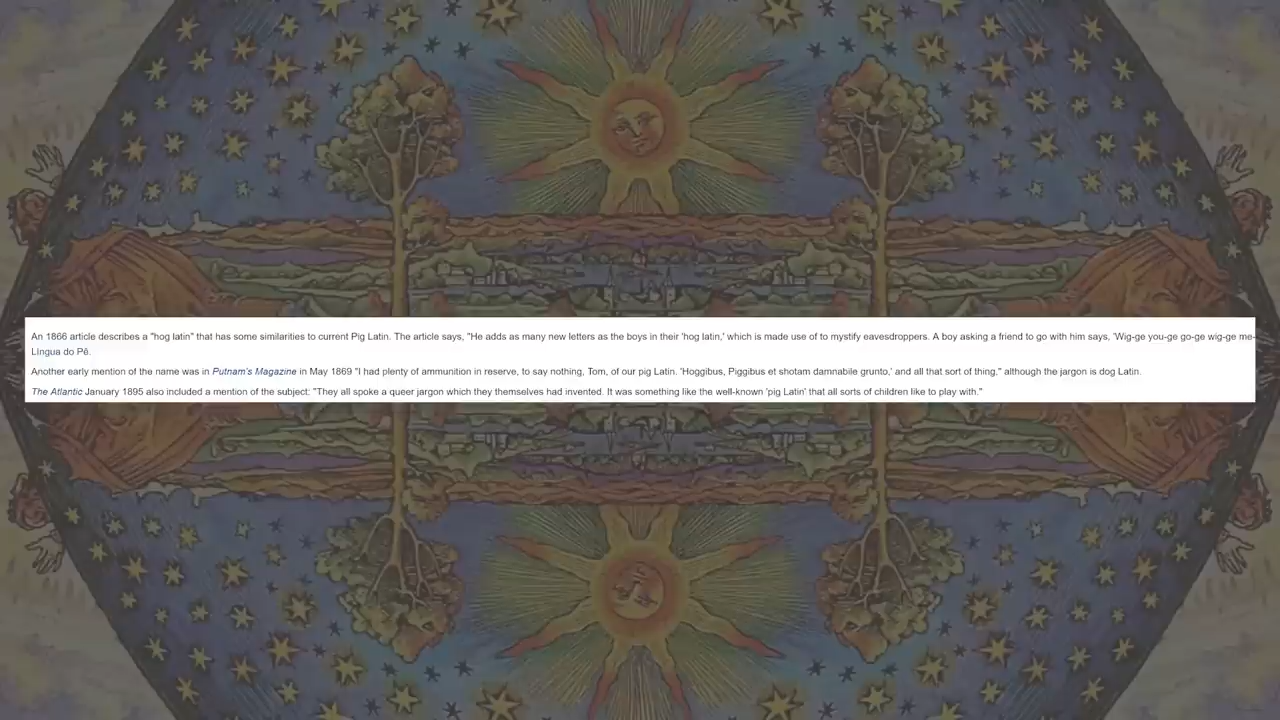 An 1866 article describes a "hog latin" that has some similarities to current Pig Latin. The article says, "He adds as many new letters as the boys in their 'hog latin,' which is made use of to mystify eavesdroppers. A boy asking a friend to go with him says, 'Wig-ge you-ge go-ge wig-ge me-
Língua do Pê.
Another early mention of the name was in Putnam's Magazine in May 1869 "I had plenty of ammunition in reserve, to say nothing, Tom, of our pig Latin. 'Hoggibus, Piggibus et shotam damnabile grunto,' and all that sort of thing," although the jargon is dog Latin.
The Atlantic January 1895 also included a mention of the subject: "They all spoke a queer jargon which they themselves had invented. It was something like the well-known 'pig Latin' that all sorts of children like to play with."